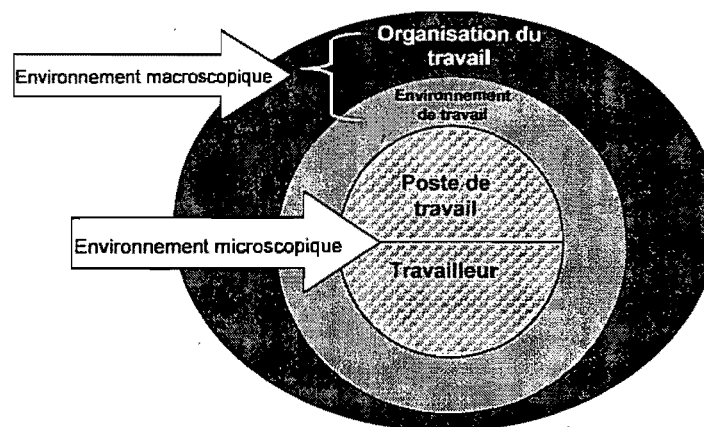 Organisation du
travail
Environnement macroscopique
Environnement
de travail
Poste de
travail
Environnement microscopique
Travailleur